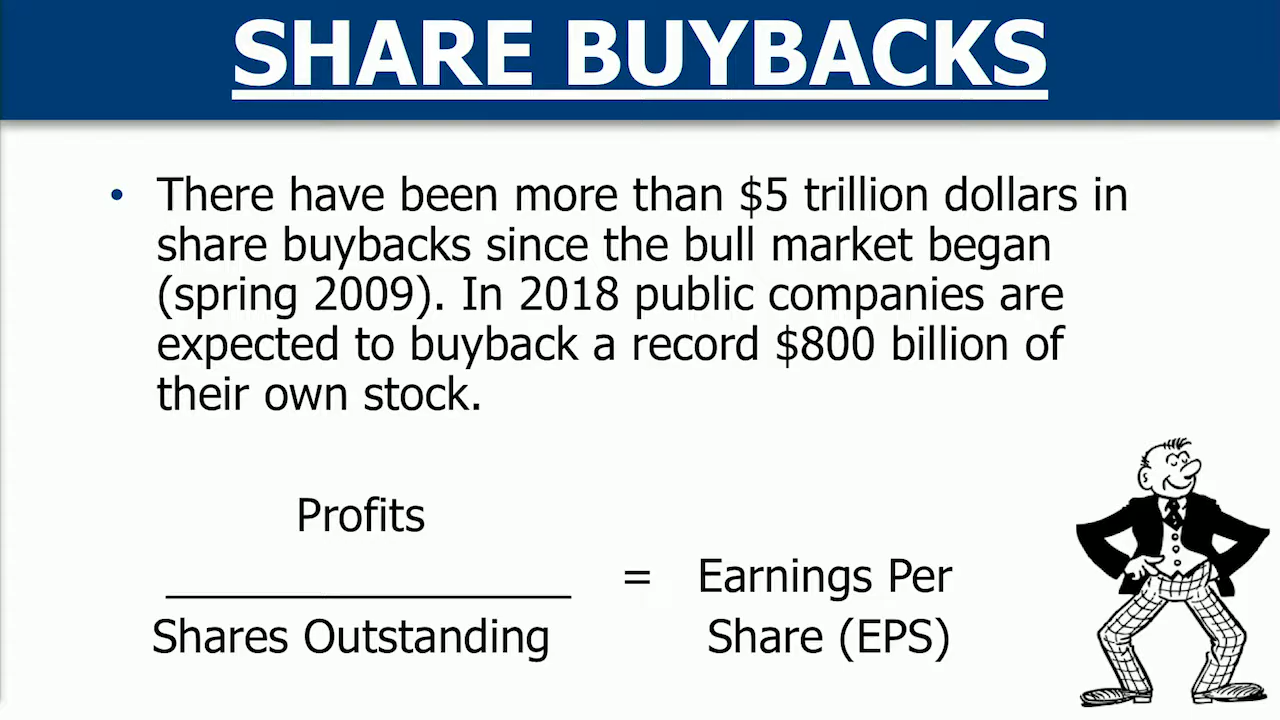 SHARE BUYBACKS
• There have been more than $5 trillion dollars in
share buybacks since the bull market began
(spring 2009). In 2018 public companies are
expected to buyback a record $800 billion of
their own stock.
Profits
= Earnings Per
Shares Outstanding Share (EPS)